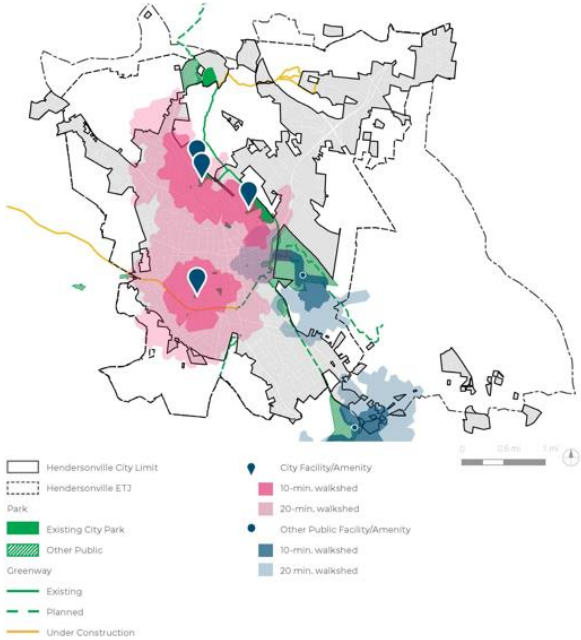 0 0.5 mi 1 mi
Hendersonville City Limit
Hendersonville ETJ
Park
Existing City Park
Other Public
Greenway
Existing
Planned
Under Construction
City Facility/Amenity
10-min. walkshed
20-min. walkshed
Other Public Facility/Amenity
10-min. walkshed
20 min. walkshed